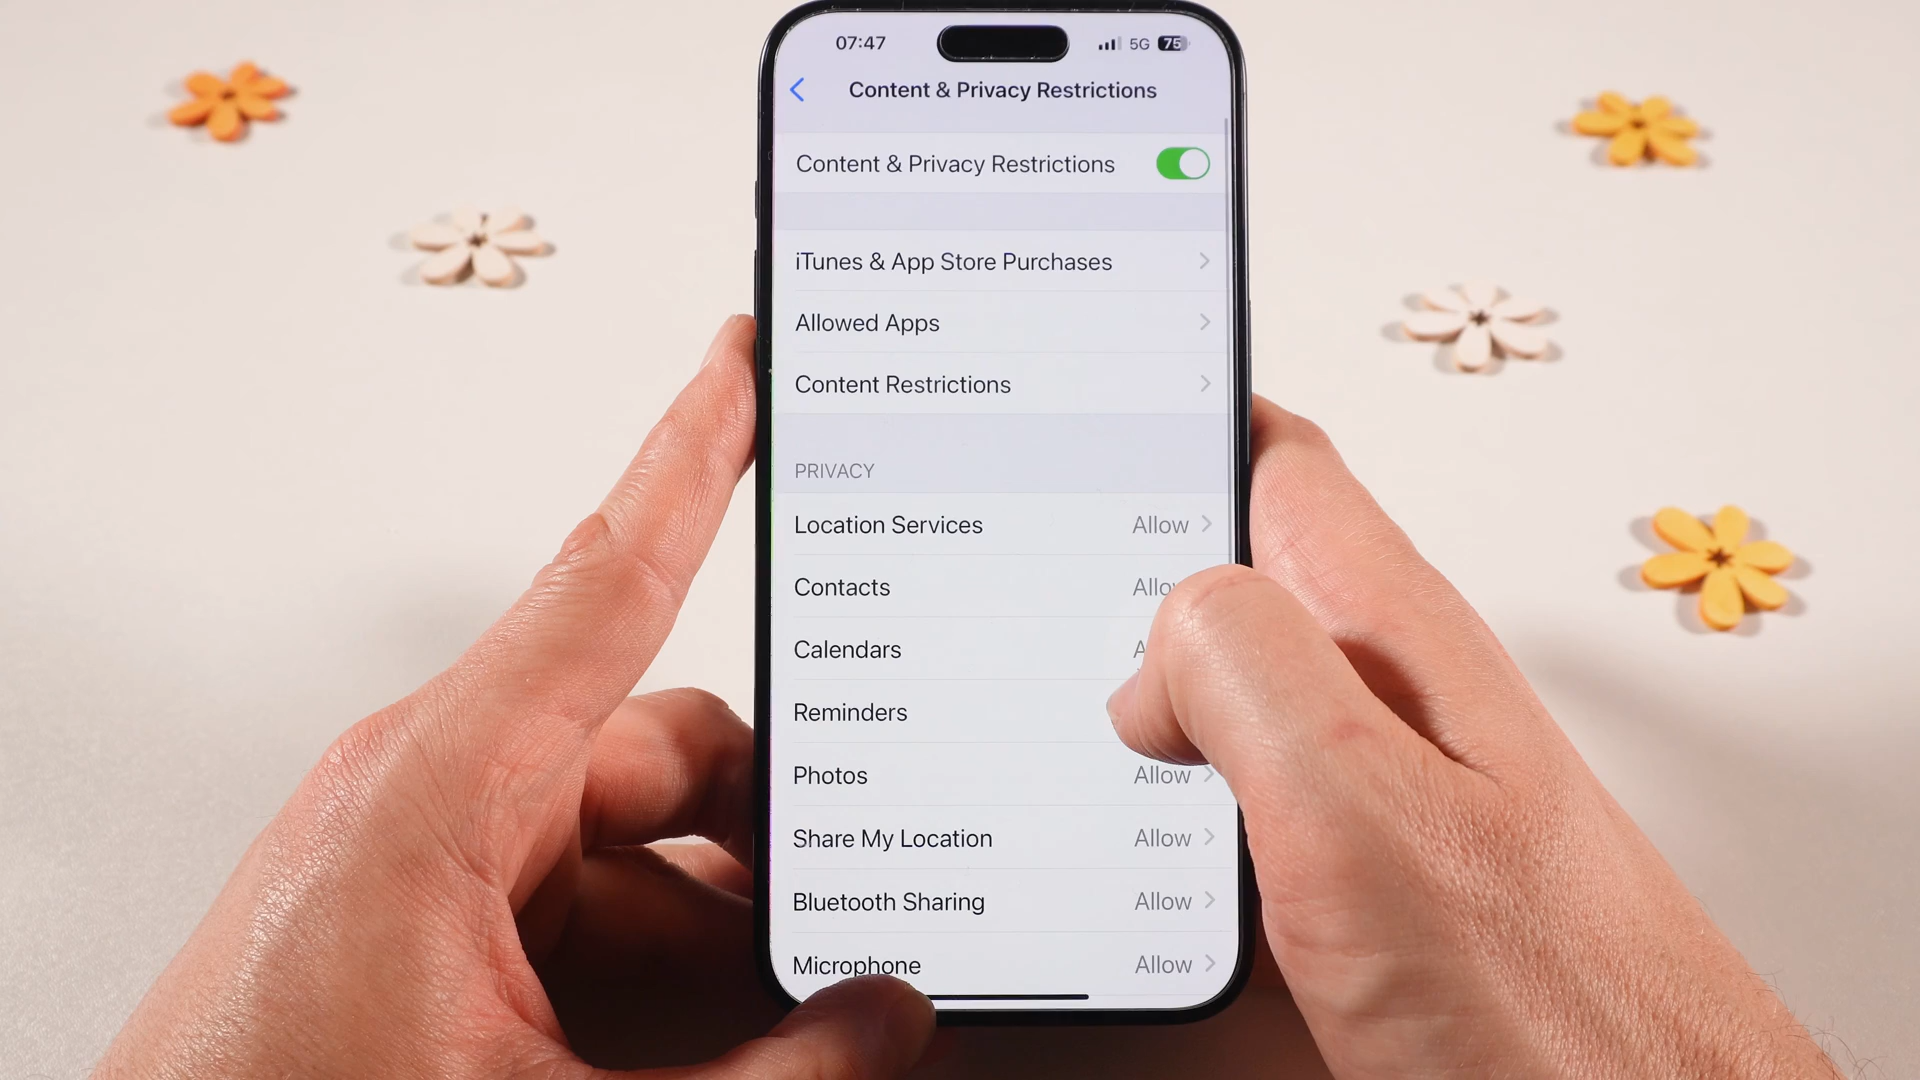 07:47 5G 75
Content & Privacy Restrictions
Content & Privacy Restrictions
iTunes & App Store Purchases
Allowed Apps
Content Restrictions
PRIVACY
Location Services Allow
Contacts
Calendars
Reminders
Photos Allow
Share My Location Allow
Bluetooth Sharing Allow
Microphone Allow